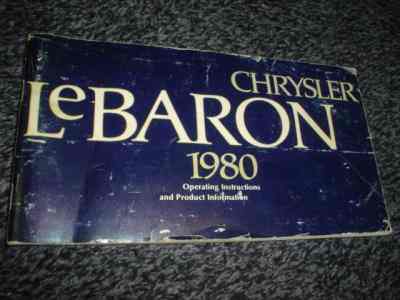 CHRYSLER
LeBARON
1980
Operating Instructions
and Product Information